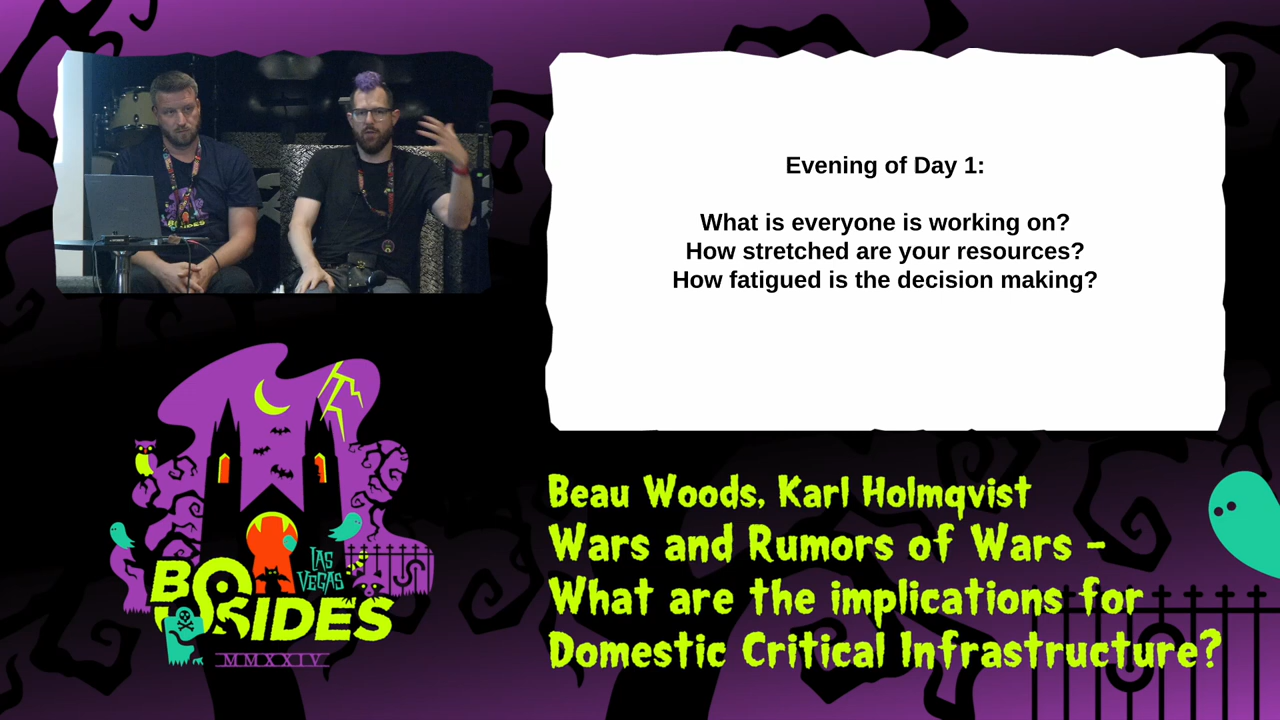 Evening of Day 1:
What is everyone is working on?
How stretched are your resources?
How fatigued is the decision making?
BSIDES
LAS
VEGAS
BSIDES
MMXXIV
Beau Woods, Karl Holmqvist
Wars and Rumors of Wars -
What are the implications for
Domestic Critical Infrastructure?